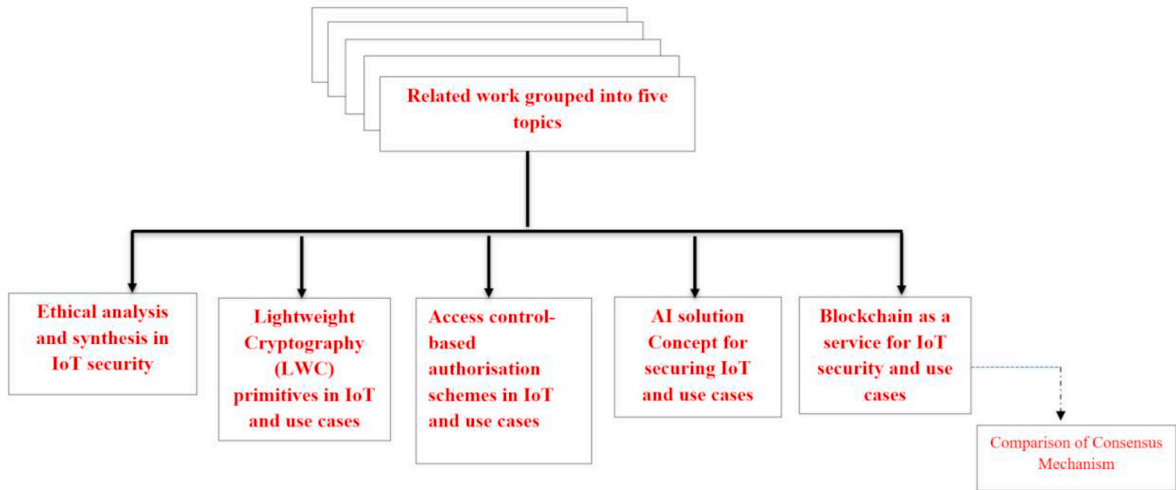 Related work grouped into five
topics
Ethical analysis
and synthesis in
IoT security
Lightweight
Cryptography
(LWC)
primitives in IoT
and use cases
Access control-
based
authorisation
schemes in IoT
and use cases
AI solution
Concept for
securing IoT
and use cases
Blockchain as a
service for IoT
security and use
cases
Comparison of Consensus
Mechanism